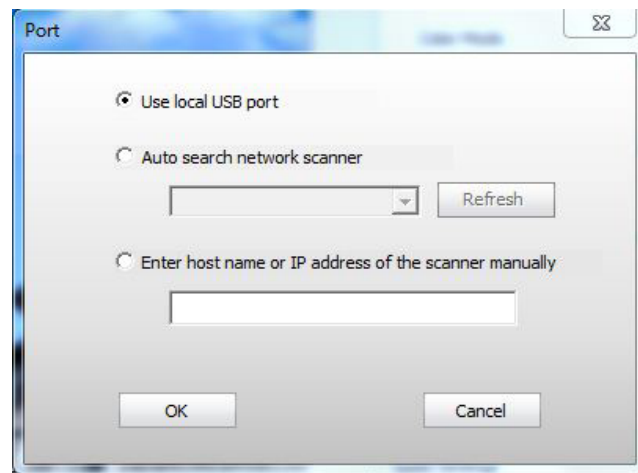 Port
Use local USB port
Auto search network scanner
Refresh
Enter host name or IP address of the scanner manually
OK
Cancel